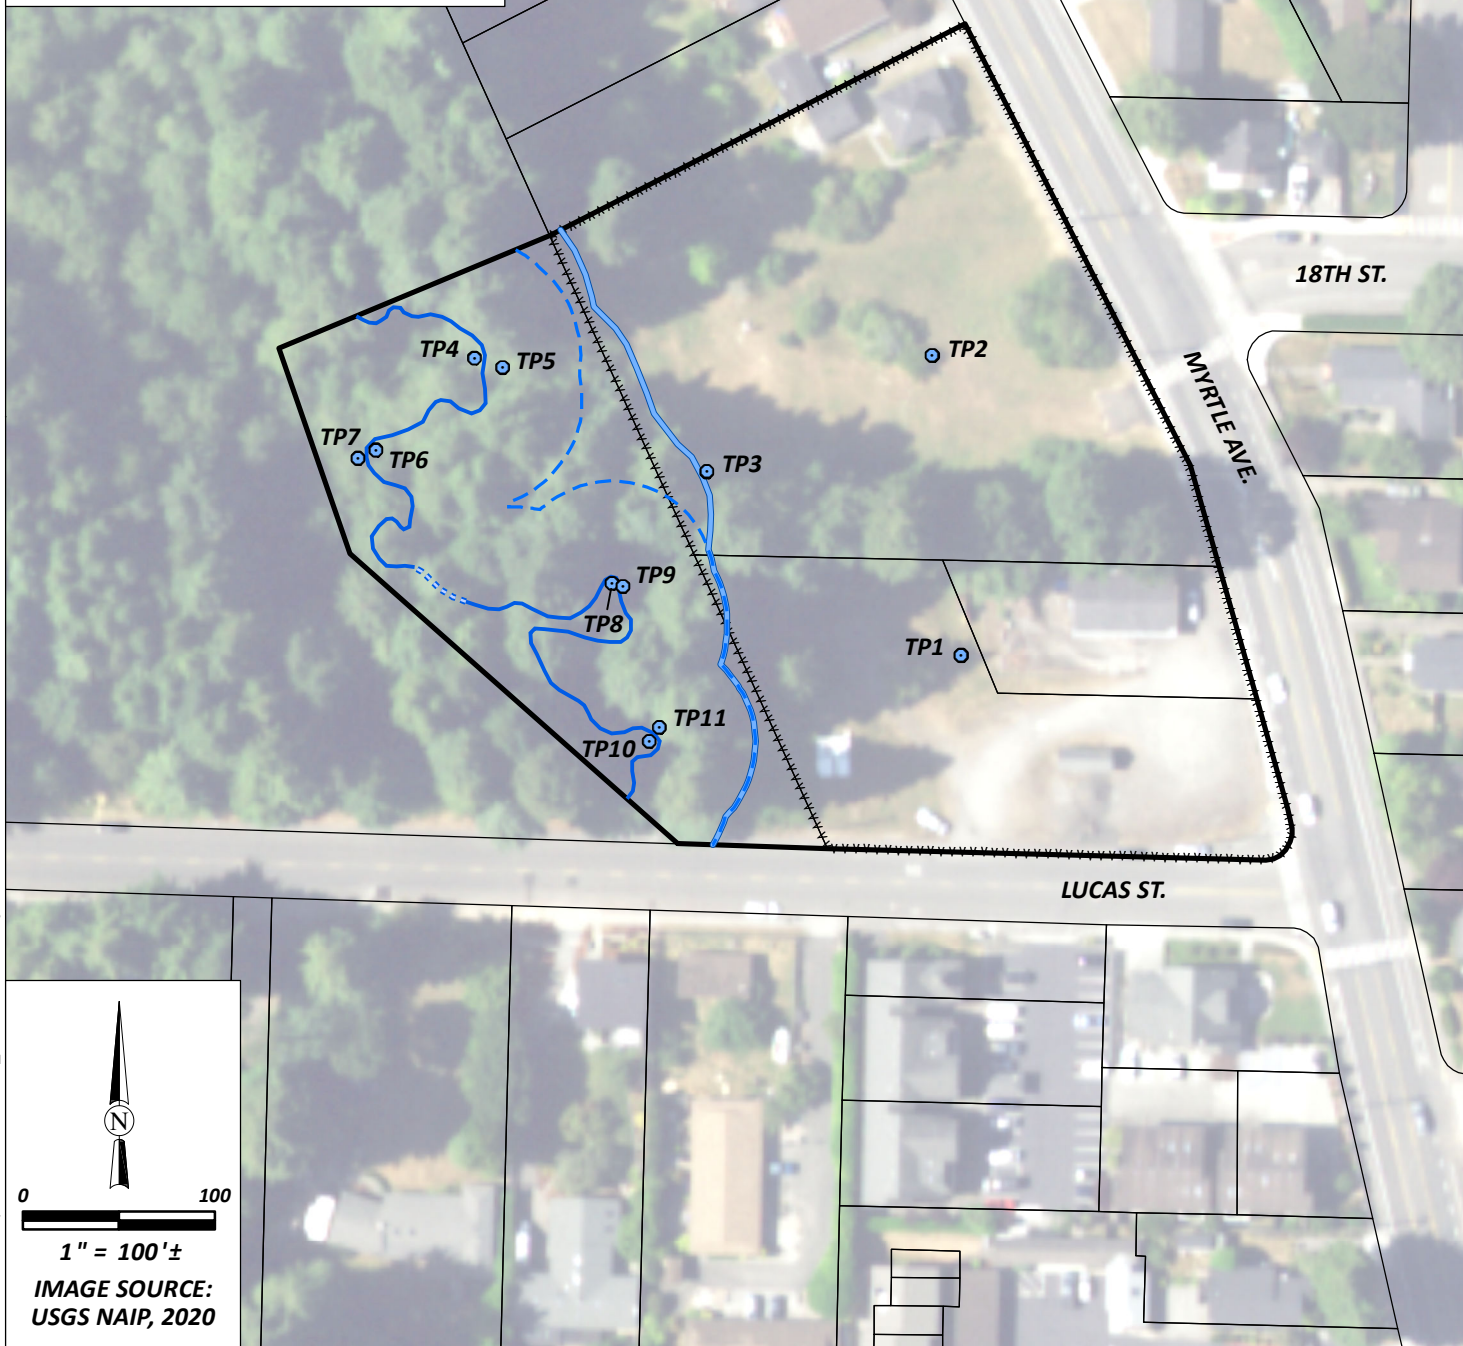 18TH ST.
TP2
TP4
TP5
MYRTLE AVE.
TP7
TP6
TP3
TP9
TP8
TP1
TP11
TP10
LUCAS ST.
N
0 100
1" = 100'±
IMAGE SOURCE:
USGS NAIP, 2020